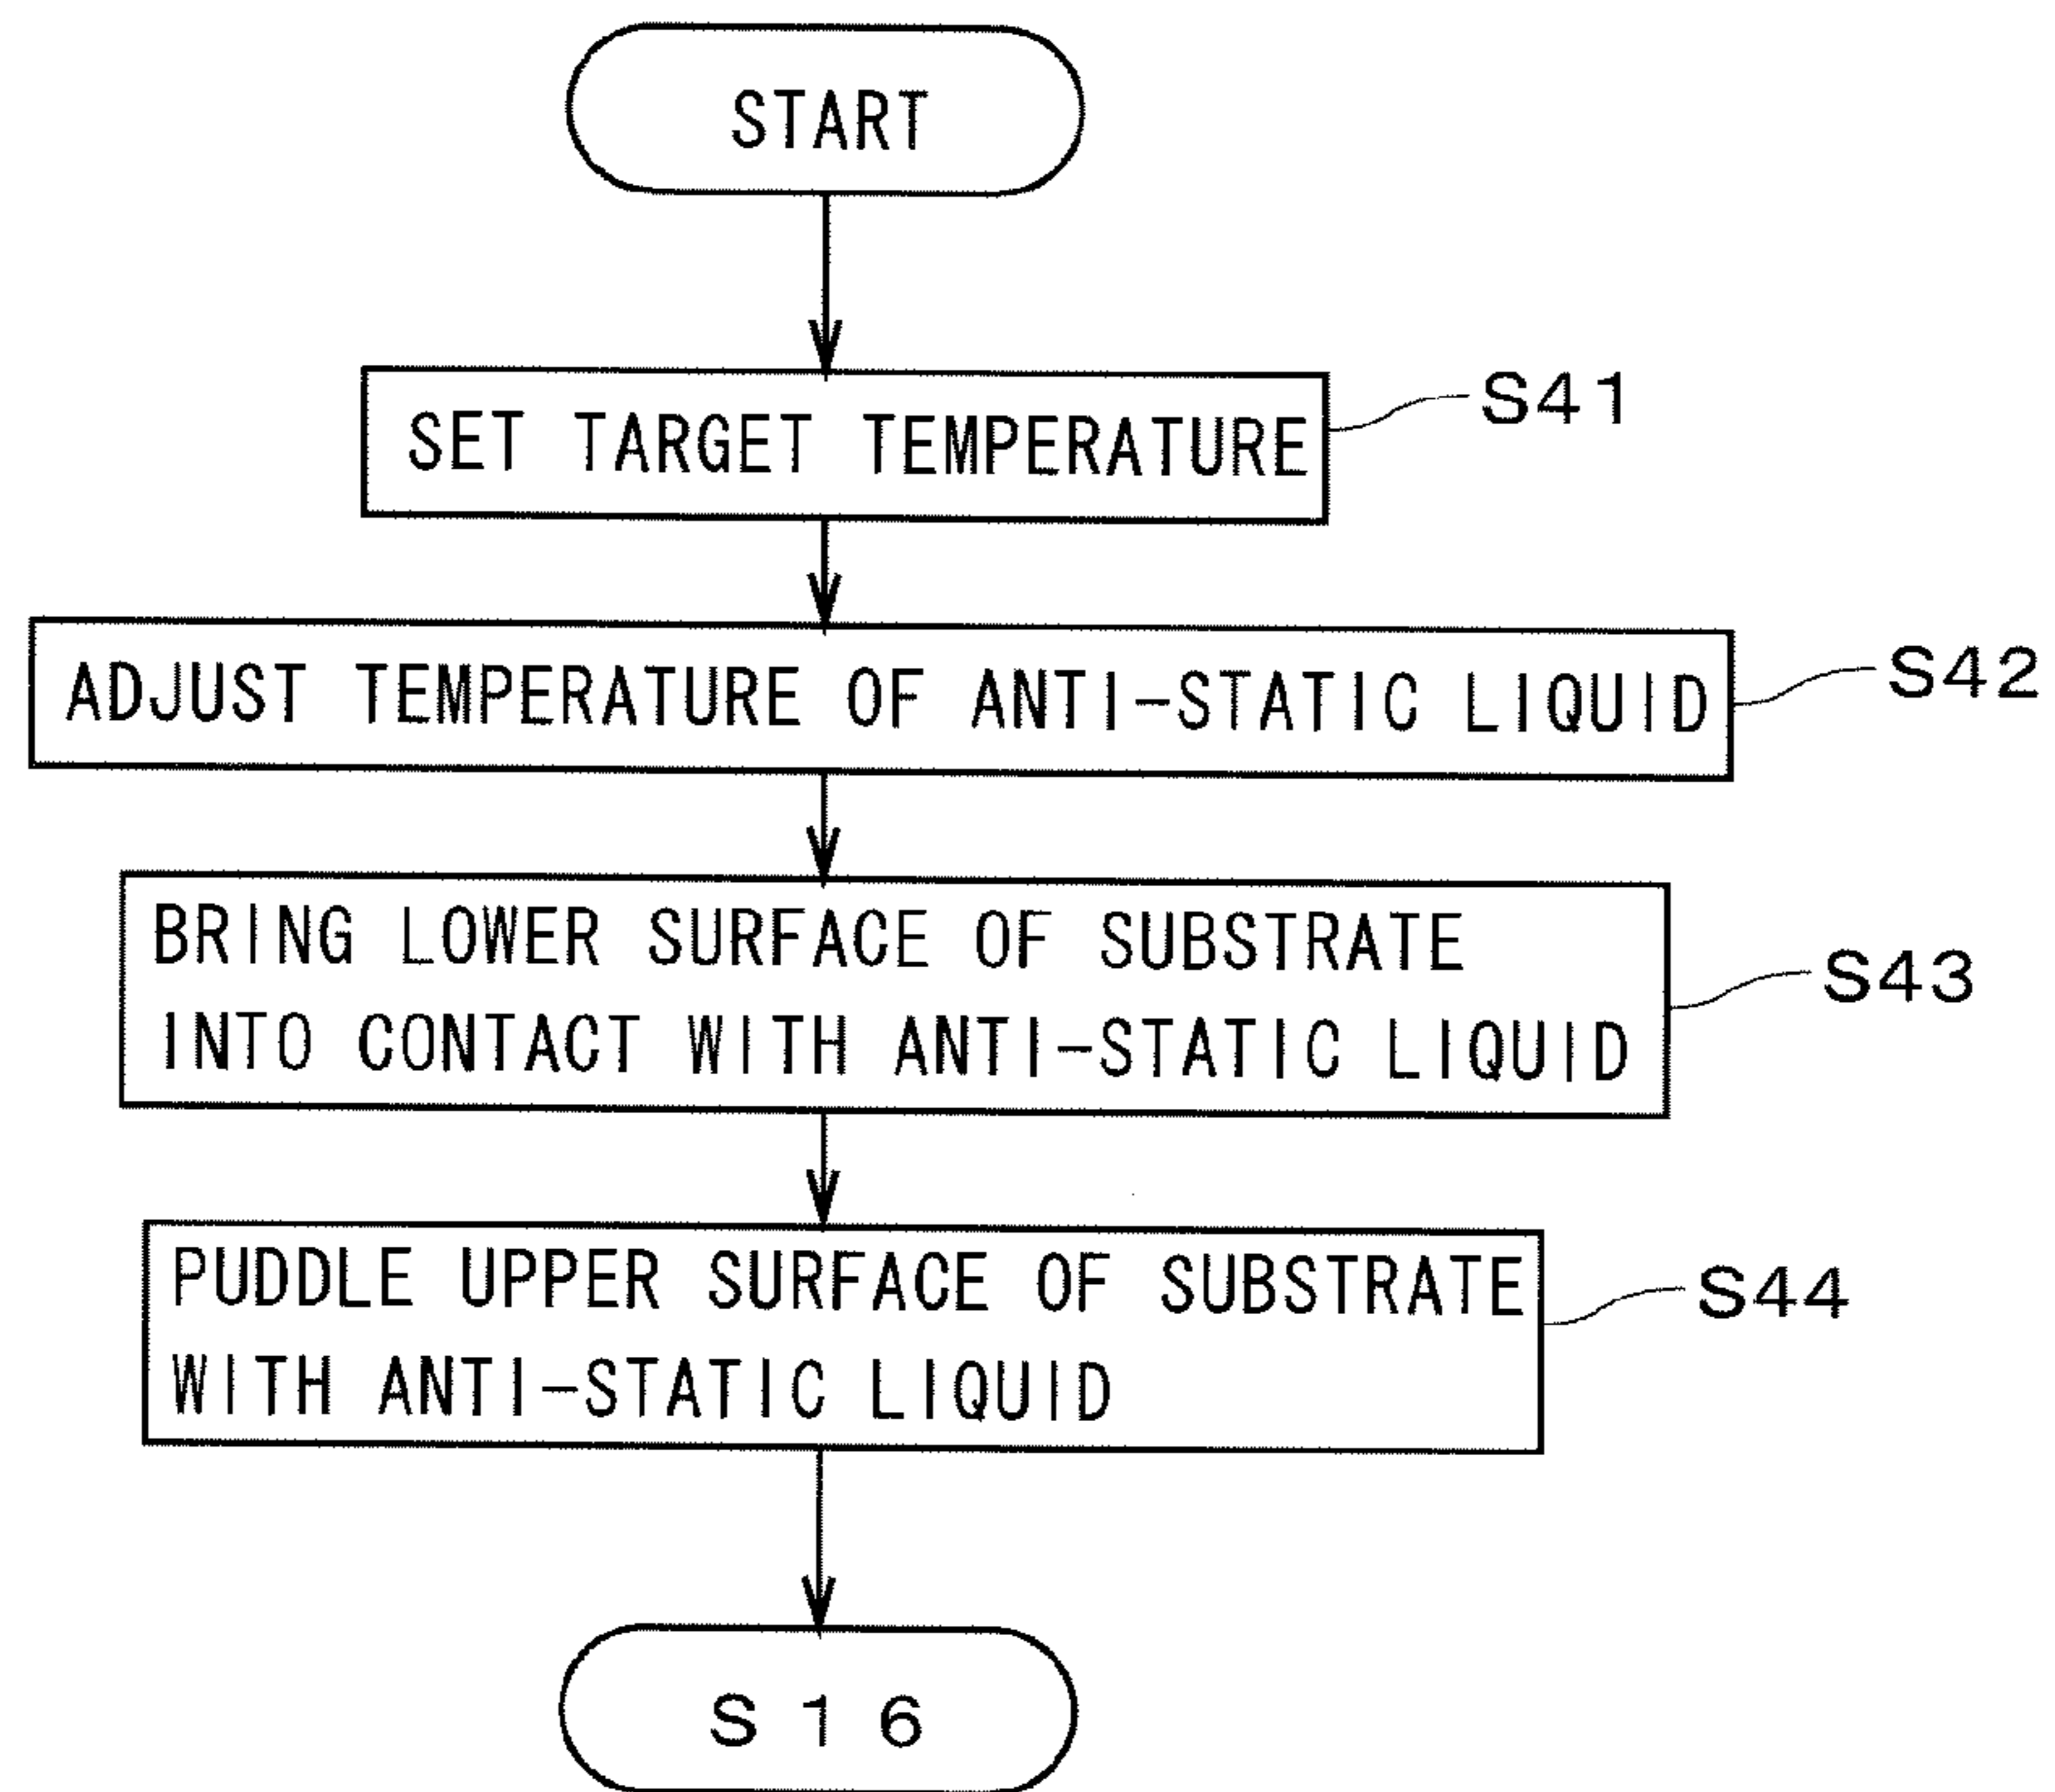 START
SET TARGET TEMPERATURE
S41
ADJUST TEMPERATURE OF ANTI-STATIC LIQUID
S42
BRING LOWER SURFACE OF SUBSTRATE
INTO CONTACT WITH ANTI-STATIC LIQUID
S43
PUDDLE UPPER SURFACE OF SUBSTRATE
WITH ANTI-STATIC LIQUID
S44
S16